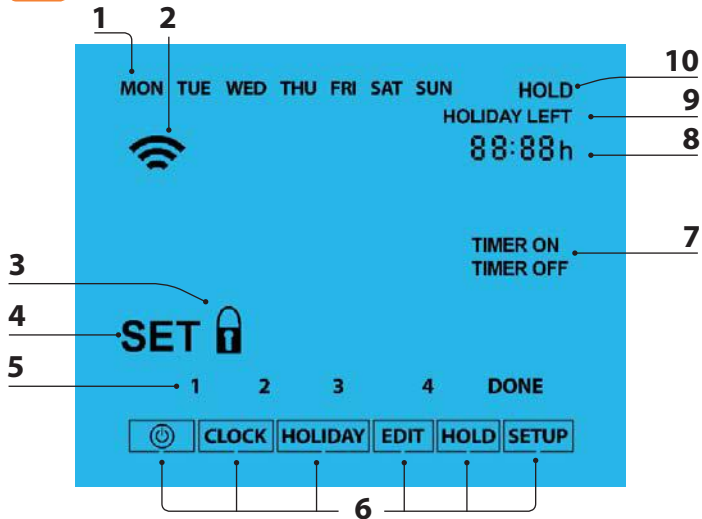 1 2
MON TUE WED THU FRI SAT SUN HOLD 10
HOLIDAY LEFT 9
88:88h 8
TIMER ON 7
TIMER OFF
3
4 SET
5
1 2 3 4 DONE
CLOCK HOLIDAY EDIT HOLD SETUP
6